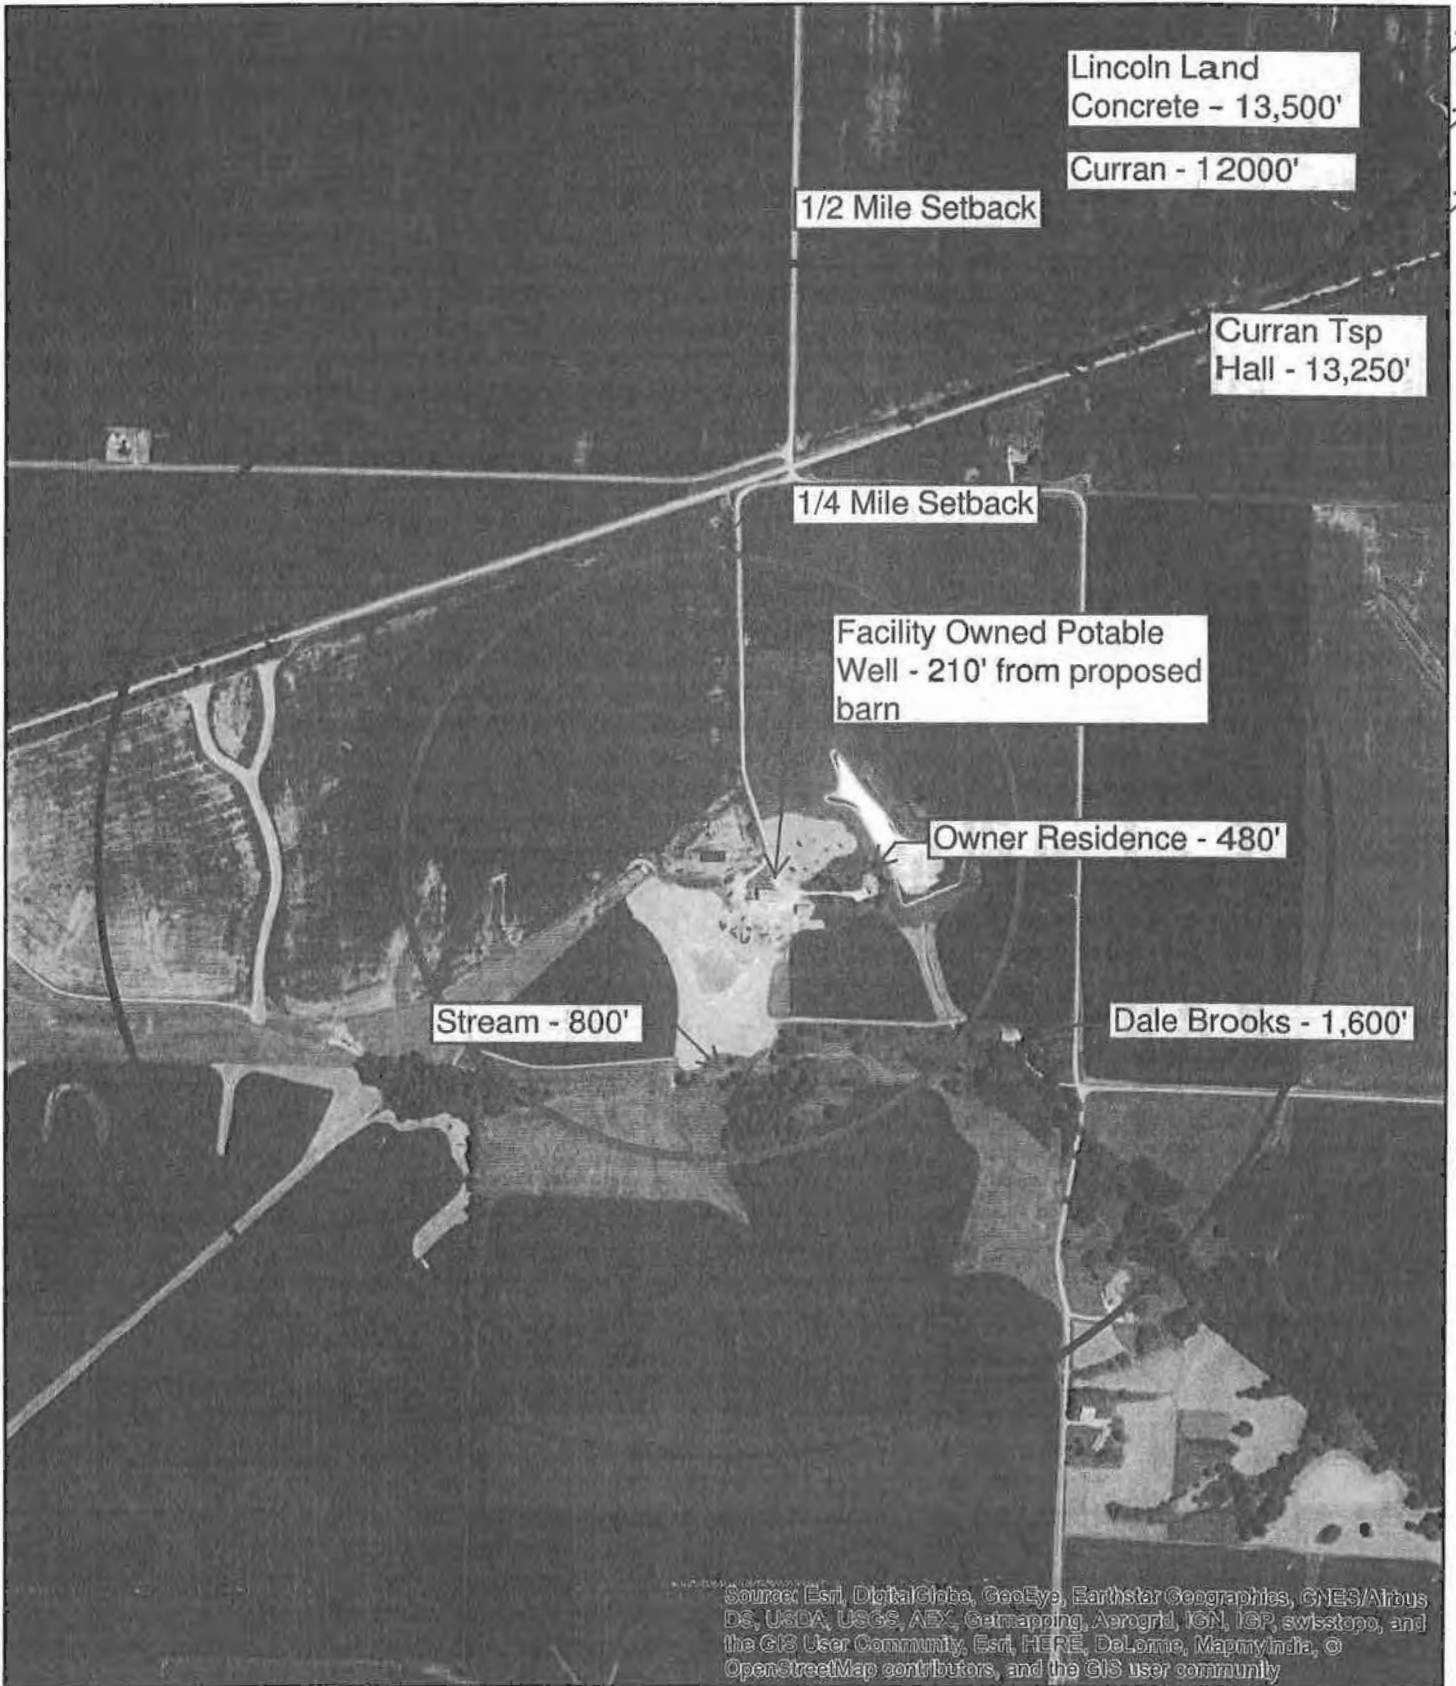 Lincoln Land
Concrete - 13,500'
Curran - 12000'
1/2 Mile Setback
Curran Tsp
Hall - 13,250'
1/4 Mile Setback
Facility Owned Potable
Well - 210' from proposed
barn
Owner Residence - 480'
Stream - 800'
Dale Brooks - 1,600'
Source: Esri, DigitalGlobe, GeoEye, Earthstar Geographics, CNES/Airbus
DS, USDA, USGS, AEX, Getmapping, Aerogrid, IGN, IGP, swisstopo, and
the GIS User Community, Esri, HERE, DeLorme, MapmyIndia, ©
OpenStreetMap contributors, and the GIS user community